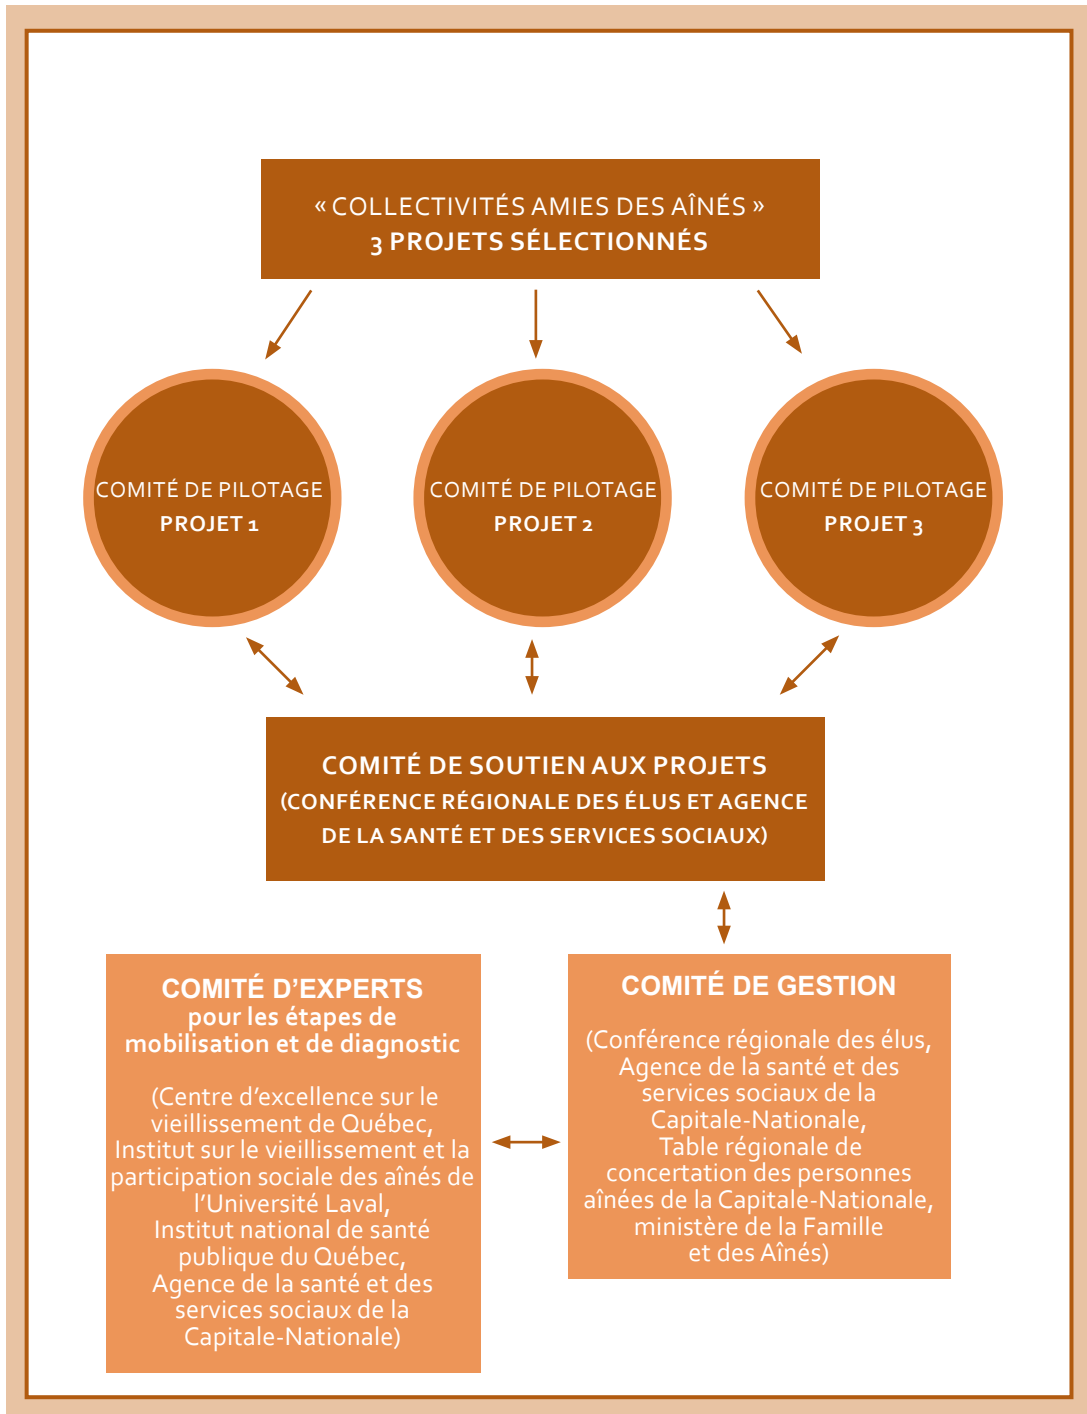 « COLLECTIVITÉS AMIES DES AÎNÉS »
3 PROJETS SÉLECTIONNÉS
COMITÉ DE PILOTAGE
PROJET 1
COMITÉ DE PILOTAGE
PROJET 2
COMITÉ DE PILOTAGE
PROJET 3
COMITÉ DE SOUTIEN AUX PROJETS
(CONFÉRENCE RÉGIONALE DES ÉLUS ET AGENCE
DE LA SANTÉ ET DES SERVICES SOCIAUX)
COMITÉ D’EXPERTS
pour les étapes de
mobilisation et de diagnostic
(Centre d’excellence sur le
vieillissement de Québec,
Institut sur le vieillissement et la
participation sociale des aînés de
l’Université Laval,
Institut national de santé
publique du Québec,
Agence de la santé et des
services sociaux de la
Capitale-Nationale)
COMITÉ DE GESTION
(Conférence régionale des élus,
Agence de la santé et des
services sociaux de la
Capitale-Nationale,
Table régionale de
concertation des personnes
aînées de la Capitale-Nationale,
ministère de la Famille
et des Aînés)